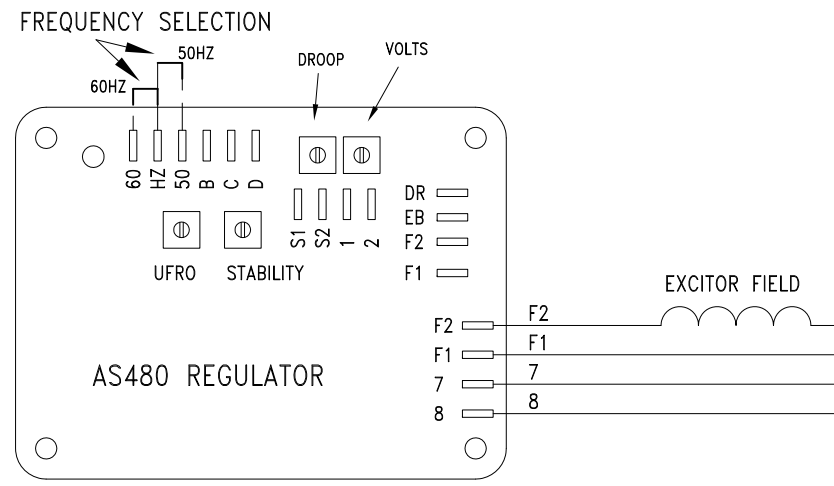 FREQUENCY SELECTION
50HZ
60HZ
DROOP
VOLTS
60
HZ
50
B
C
D
S1
S2
1
2
DR
EB
F2
F1
UFRO
STABILITY
EXCITOR FIELD
F2
F2
F1
F1
7
7
8
8
AS480 REGULATOR